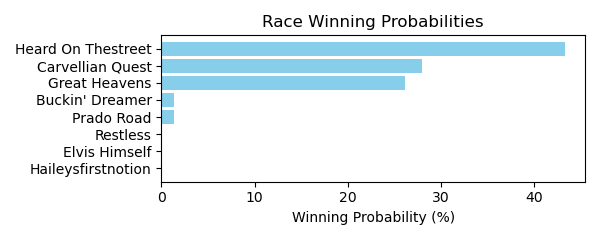 Race Winning Probabilities
Heard On Thestreet
Carvellian Quest
Great Heavens
Buckin' Dreamer
Prado Road
Restless
Elvis Himself
Haileysfirstnotion
0 10 20 30 40
Winning Probability (%)